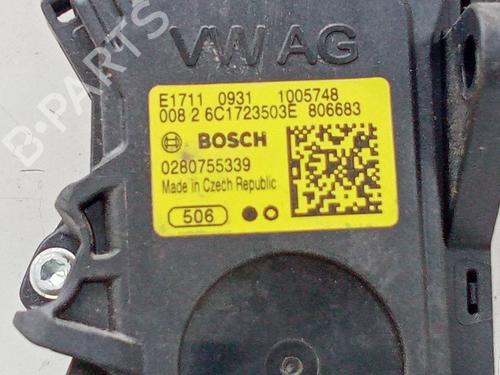 VW AG
E1711 0931 1005748
008 2 6C1723503E 806683
BOSCH
0280755339
Made in Czech Republic
506
B-Parts